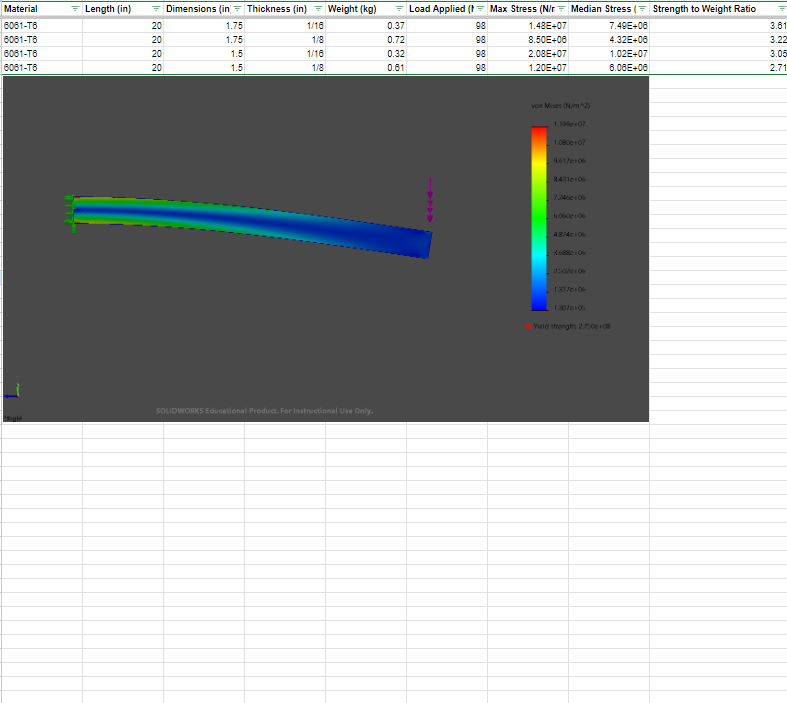 Material Length (in) Dimensions (in Thickness (in) Weight (kg) Load Applied (N Max Stress (N/r Median Stress ( Strength to Weight Ratio
6061-T6 20 1.75 1/16 0.37 98 1.48E+07 7.49E+06 3.61
6061-T6 20 1.75 1/8 0.72 98 8.50E+06 4.32E+06 3.22
6061-T6 20 1.5 1/16 0.32 98 2.08E+07 1.02E+07 3.05
6061-T6 20 1.5 1/8 0.61 98 1.20E+07 6.06E+06 2.71
von Mises (N/m^2)
1.199e+07
1.080e+07
9.617e+06
8.431e+06
7.246e+06
6.060e+06
4.874e+06
3.688e+06
2.502e+06
1.317e+06
1.307e+05
Yield strength: 2.750e+08
SOLIDWORKS Educational Product. For Instructional Use Only.
*Right